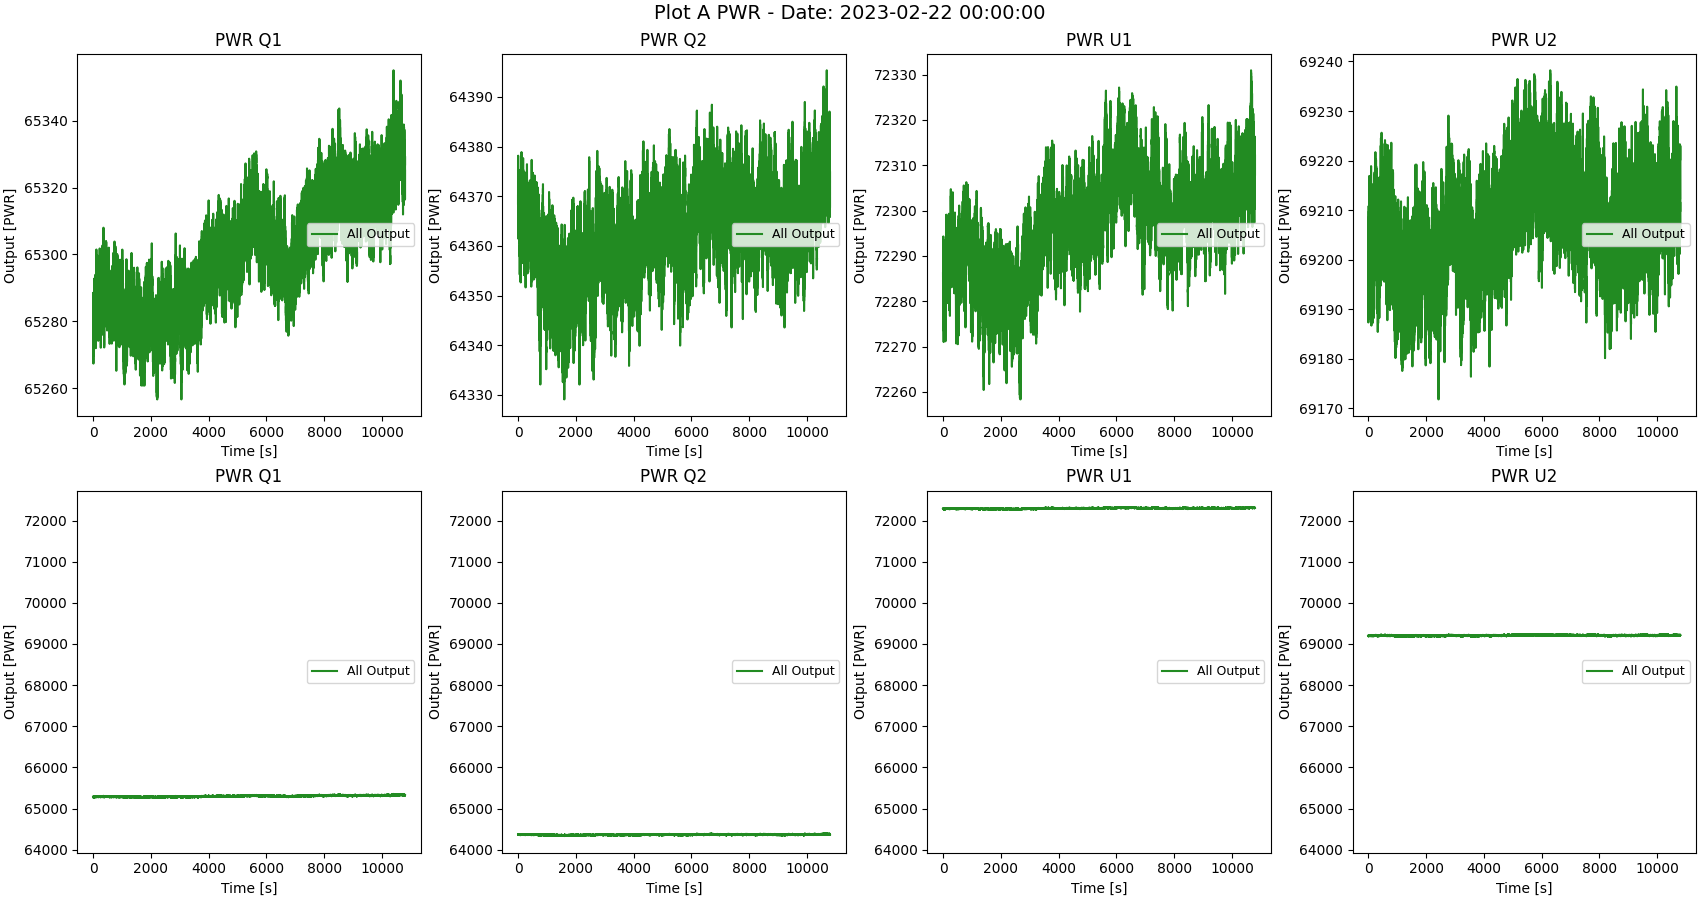 Plot A PWR - Date: 2023-02-22 00:00:00
PWR Q1
Output [PWR]
65340
65320
65300
65280
65260
0 2000 4000 6000 8000 10000
Time [s]
All Output
PWR Q2
Output [PWR]
64390
64380
64370
64360
64350
64340
64330
0 2000 4000 6000 8000 10000
Time [s]
All Output
PWR U1
Output [PWR]
72330
72320
72310
72300
72290
72280
72270
72260
0 2000 4000 6000 8000 10000
Time [s]
All Output
PWR U2
Output [PWR]
69240
69230
69220
69210
69200
69190
69180
69170
0 2000 4000 6000 8000 10000
Time [s]
All Output
PWR Q1
Output [PWR]
72000
71000
70000
69000
68000
67000
66000
65000
64000
0 2000 4000 6000 8000 10000
Time [s]
All Output
PWR Q2
Output [PWR]
72000
71000
70000
69000
68000
67000
66000
65000
64000
0 2000 4000 6000 8000 10000
Time [s]
All Output
PWR U1
Output [PWR]
72000
71000
70000
69000
68000
67000
66000
65000
64000
0 2000 4000 6000 8000 10000
Time [s]
All Output
PWR U2
Output [PWR]
72000
71000
70000
69000
68000
67000
66000
65000
64000
0 2000 4000 6000 8000 10000
Time [s]
All Output